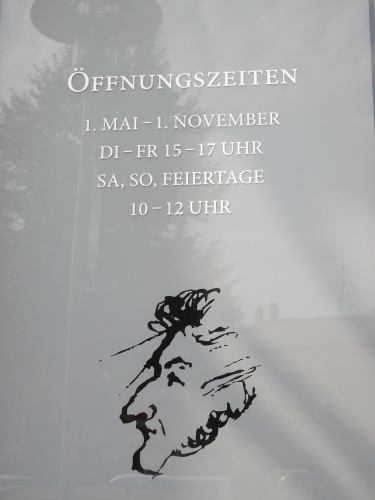 ÖFFNUNGSZEITEN
1. MAI – 1. NOVEMBER
DI – FR 15 – 17 UHR
SA, SO, FEIERTAGE
10 – 12 UHR